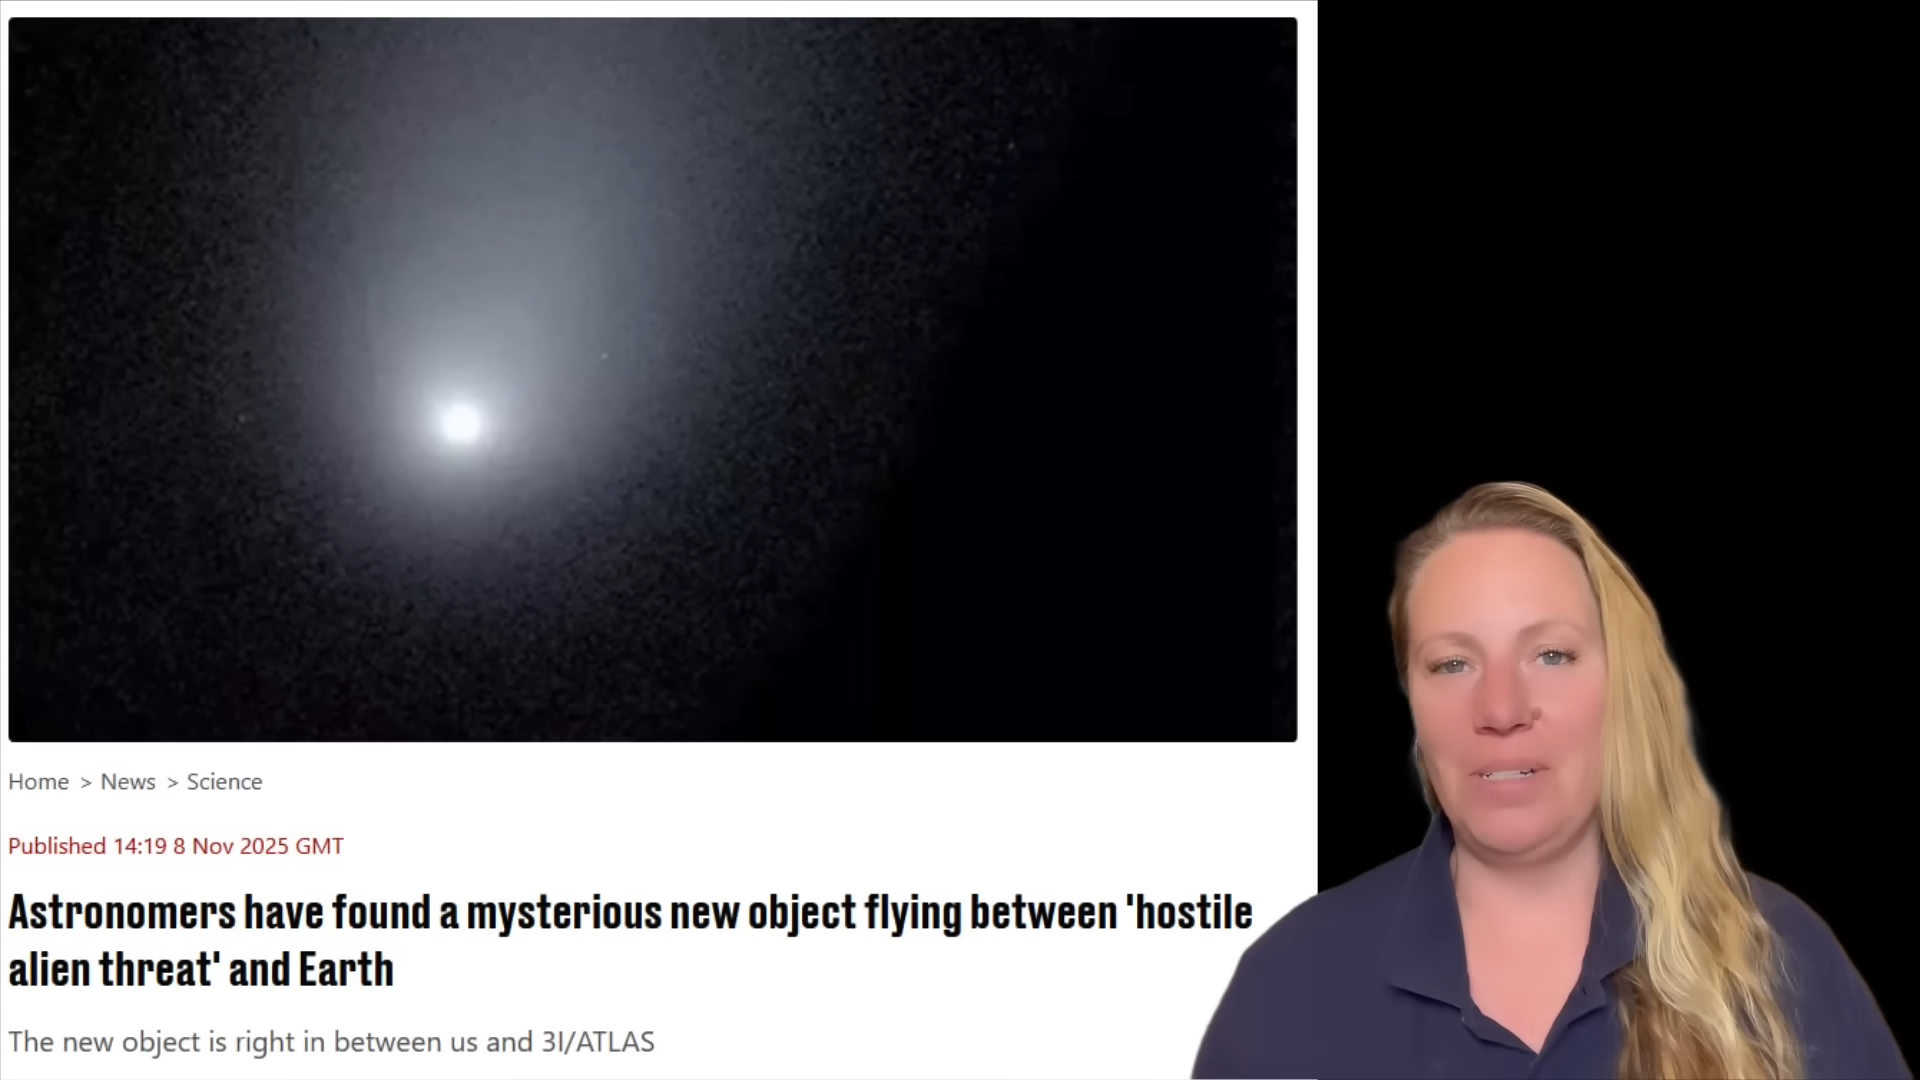 Home > News > Science
Published 14:19 8 Nov 2025 GMT
Astronomers have found a mysterious new object flying between 'hostile
alien threat' and Earth
The new object is right in between us and 3I/ATLAS